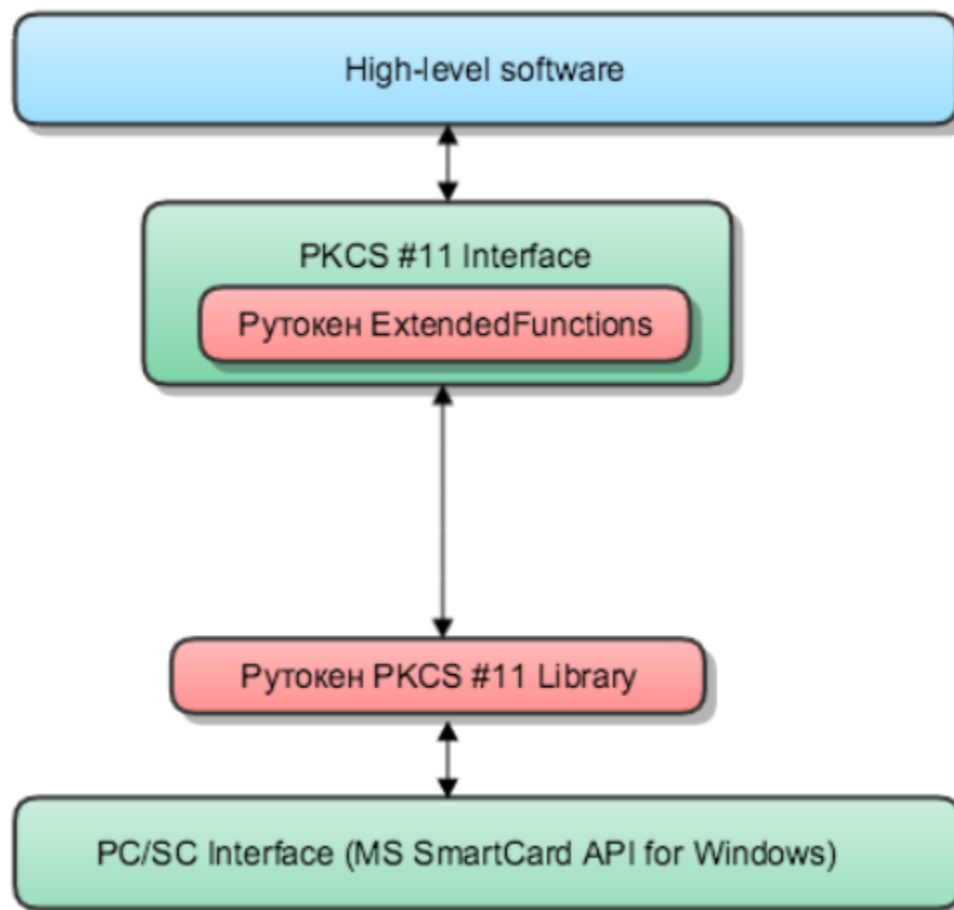 High-level software
PKCS #11 Interface
Рутокен ExtendedFunctions
Рутокен PKCS #11 Library
PC/SC Interface (MS SmartCard API for Windows)